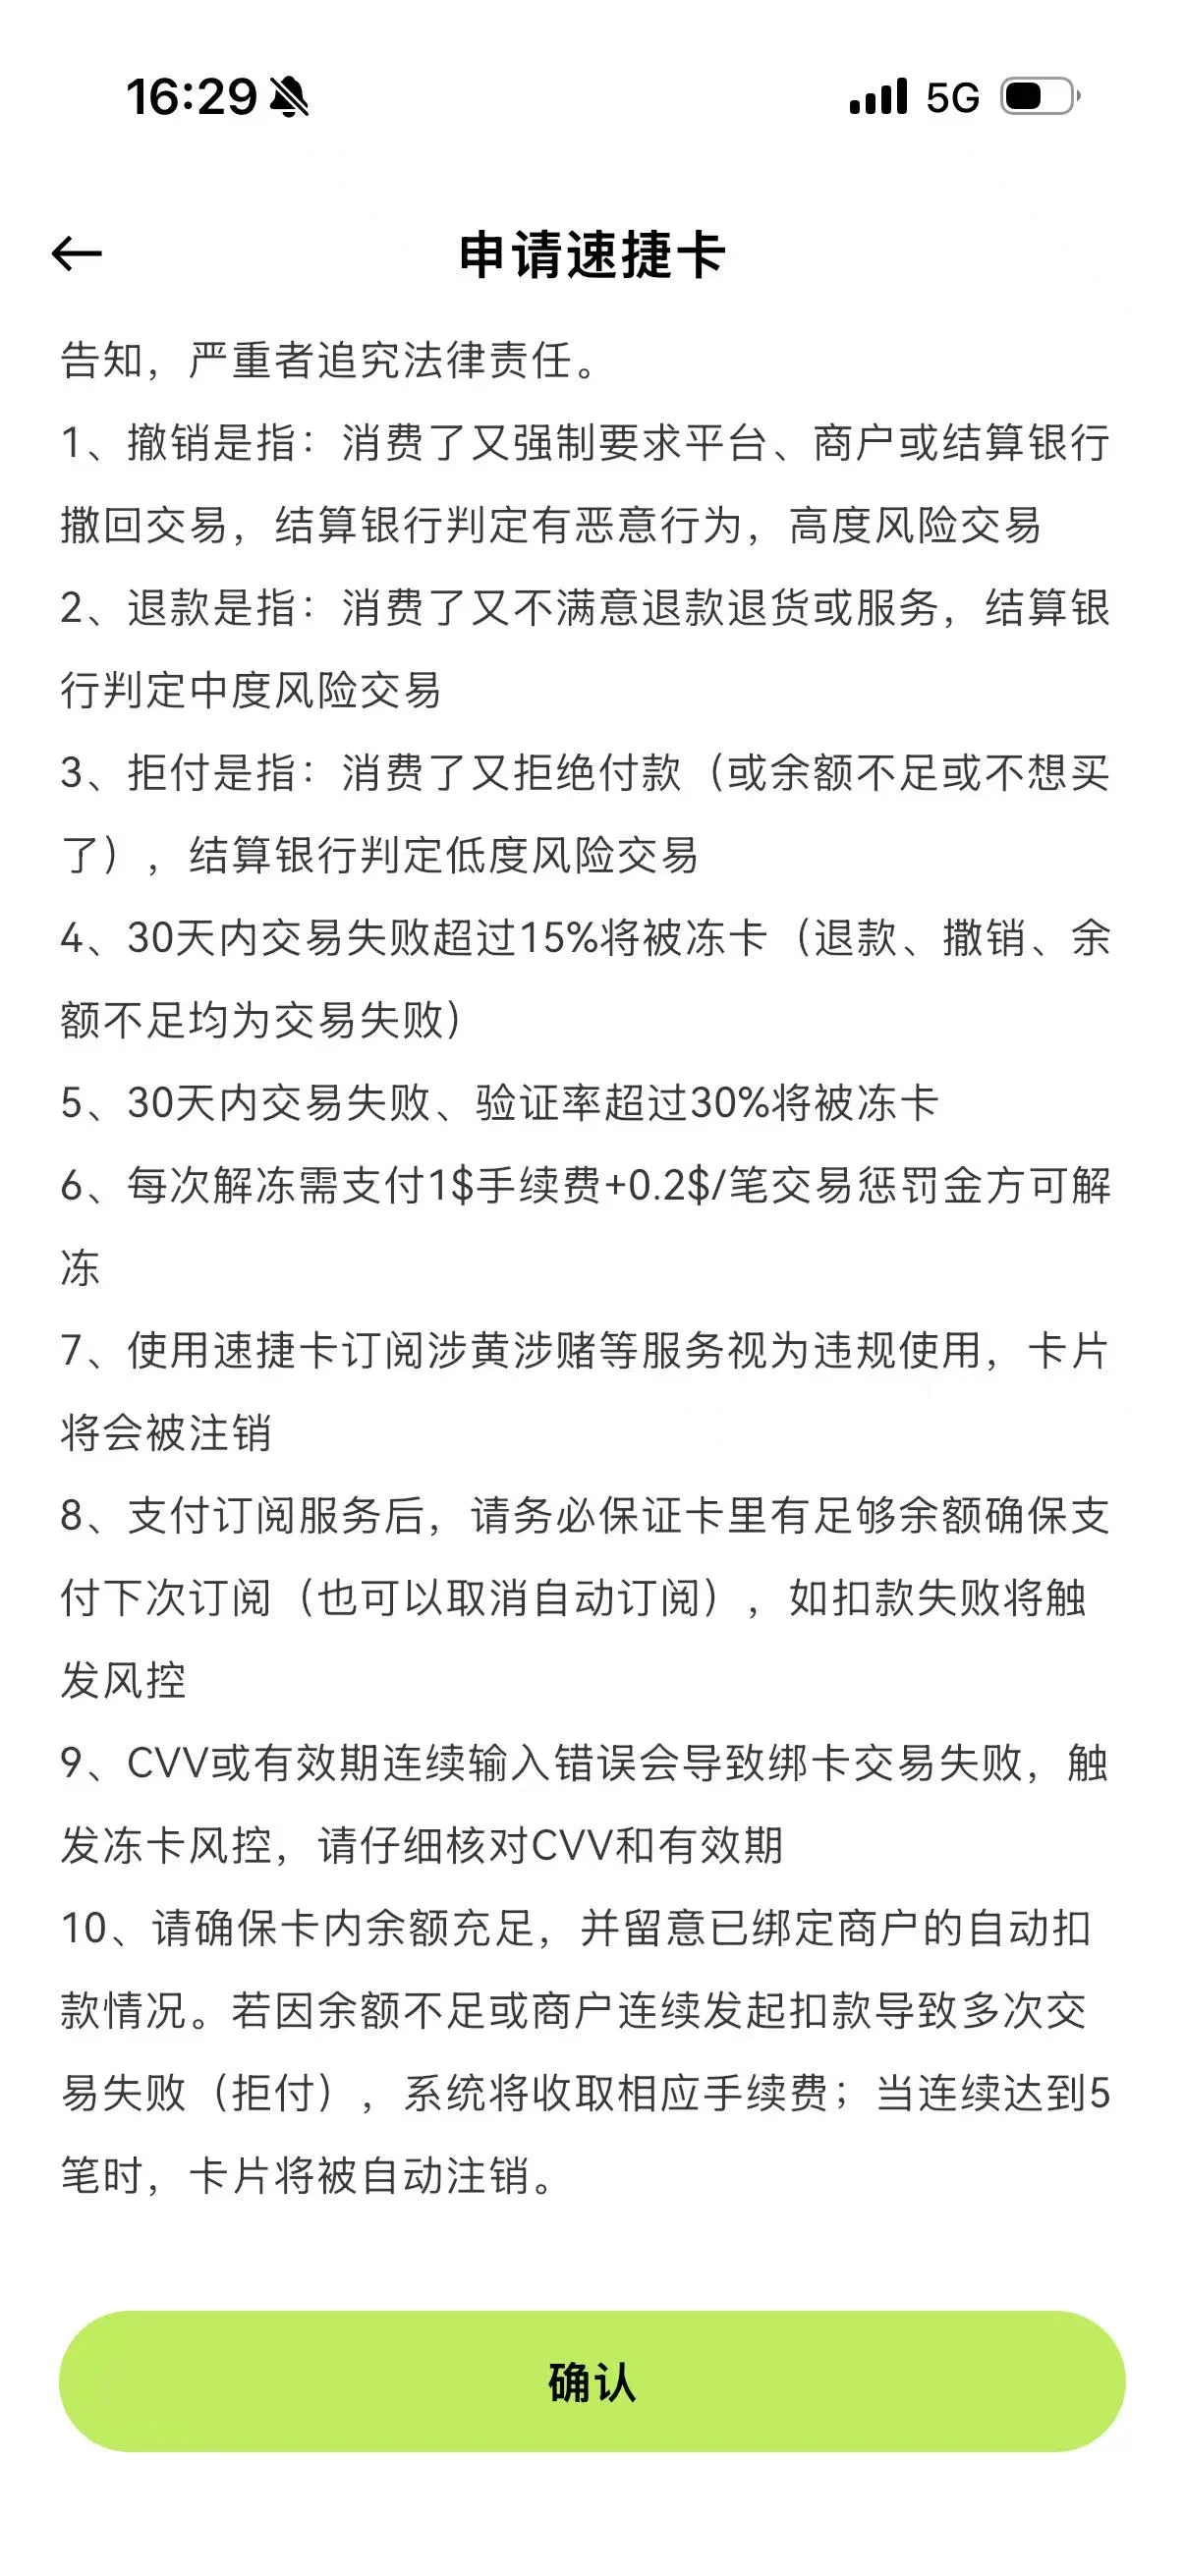 16:29
5G
申请速捷卡
告知，严重者追究法律责任。
1、撤销是指：消费了又强制要求平台、商户或结算银行
撒回交易，结算银行判定有恶意行为，高度风险交易
2、退款是指：消费了又不满意退款退货或服务，结算银
行判定中度风险交易
3、拒付是指：消费了又拒绝付款（或余额不足或不想买
了），结算银行判定低度风险交易
4、30天内交易失败超过15%将被冻卡（退款、撒销、余
额不足均为交易失败）
5、30天内交易失败、验证率超过30%将被冻卡
6、每次解冻需支付1$手续费+0.2$/笔交易惩罚金方可解
冻
7、使用速捷卡订阅涉黄涉赌等服务视为违规使用，卡片
将会被注销
8、支付订阅服务后，请务必保证卡里有足够余额确保支
付下次订阅（也可以取消自动订阅），如扣款失败将触
发风控
9、CVV或有效期连续输入错误会导致绑卡交易失败，触
发冻卡风控，请仔细核对CVV和有效期
10、请确保卡内余额充足，并留意已绑定商户的自动扣
款情况。若因余额不足或商户连续发起扣款导致多次交
易失败（拒付），系统将收取相应手续费；当连续达到5
笔时，卡片将被自动注销。
确认